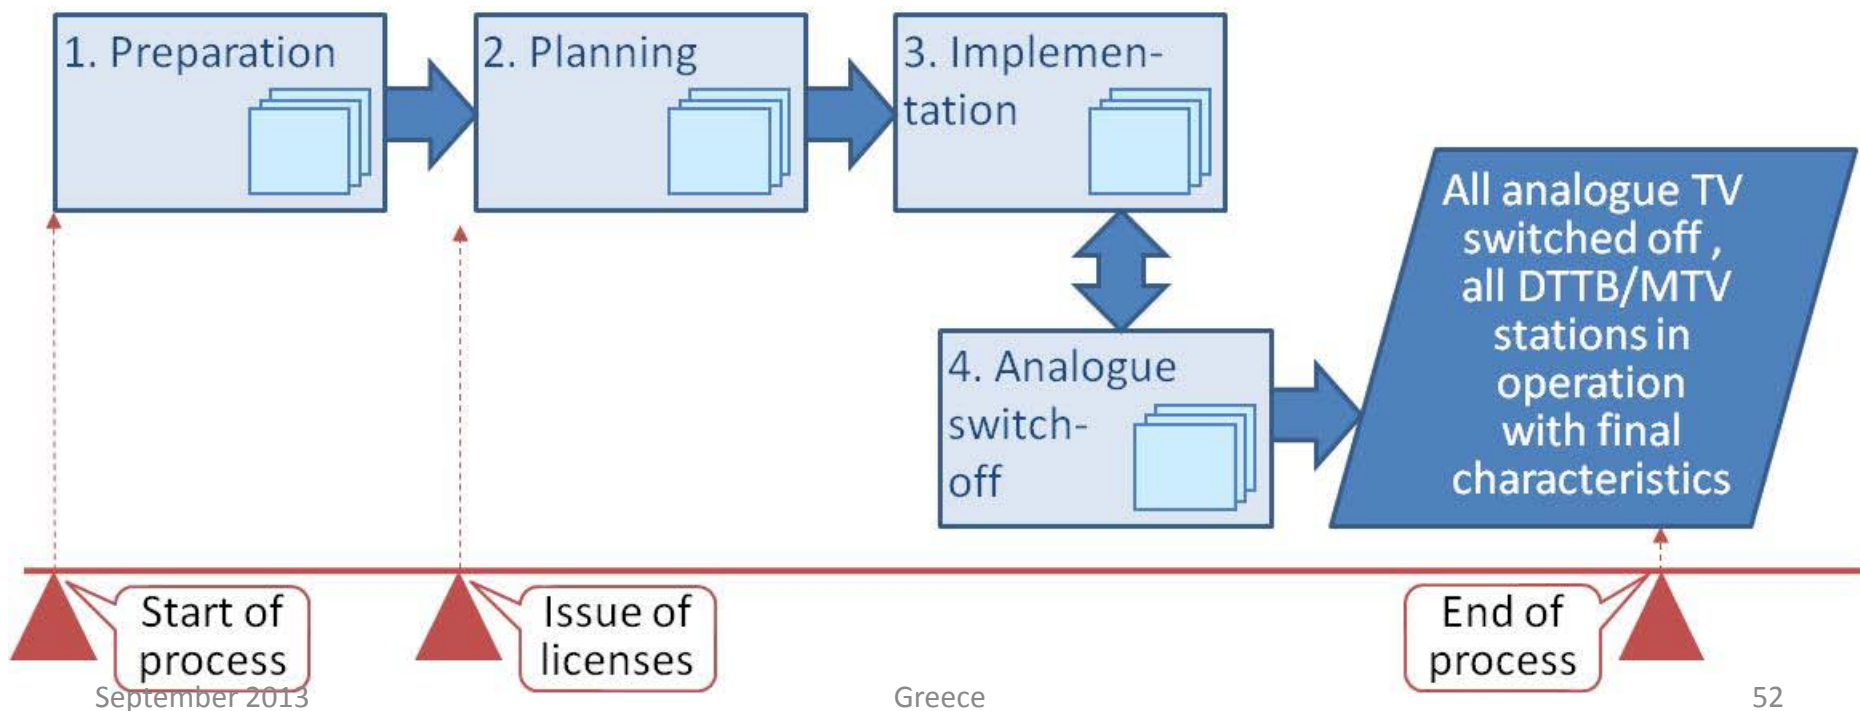 1. Preparation
2. Planning
3. Implemen-
tation
4. Analogue
switch-
off
All analogue TV
switched off ,
all DTTB/MTV
stations in
operation
with final
characteristics
Start of
process
Issue of
licenses
End of
process
September 2013
Greece
52